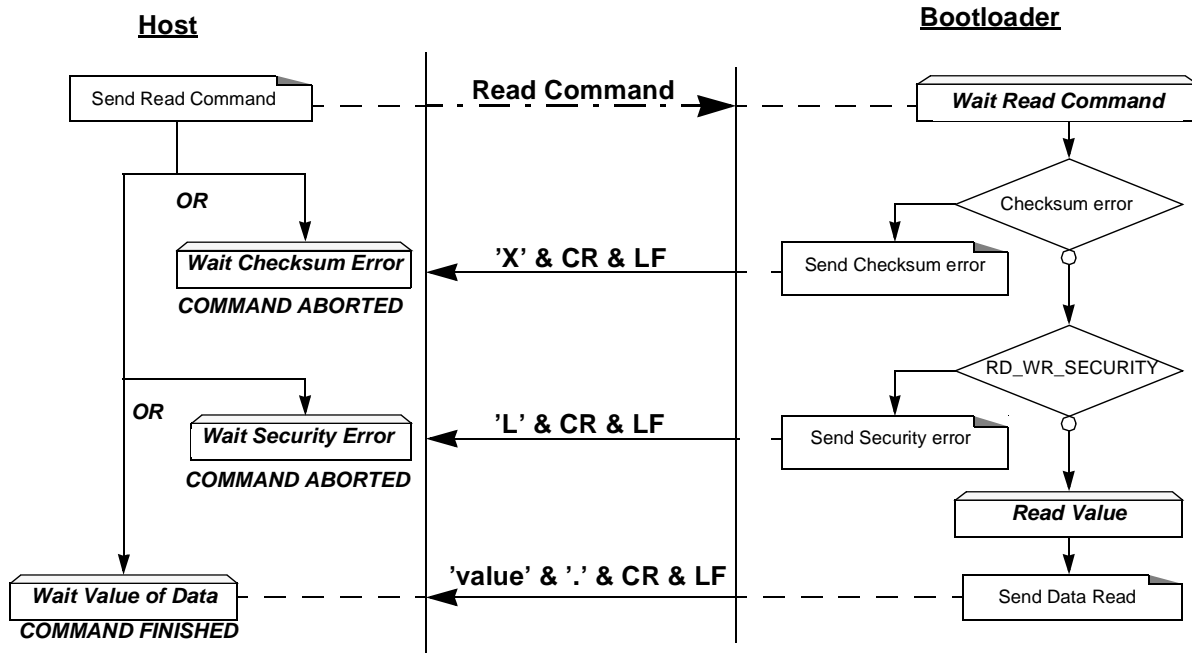 Host
Bootloader
Send Read Command
Read Command
Wait Read Command
OR
Checksum error
Wait Checksum Error
’X’ & CR & LF
Send Checksum error
COMMAND ABORTED
RD_WR_SECURITY
OR
Wait Security Error
’L’ & CR & LF
Send Security error
COMMAND ABORTED
Read Value
Wait Value of Data
’value’ & ’.’ & CR & LF
Send Data Read
COMMAND FINISHED